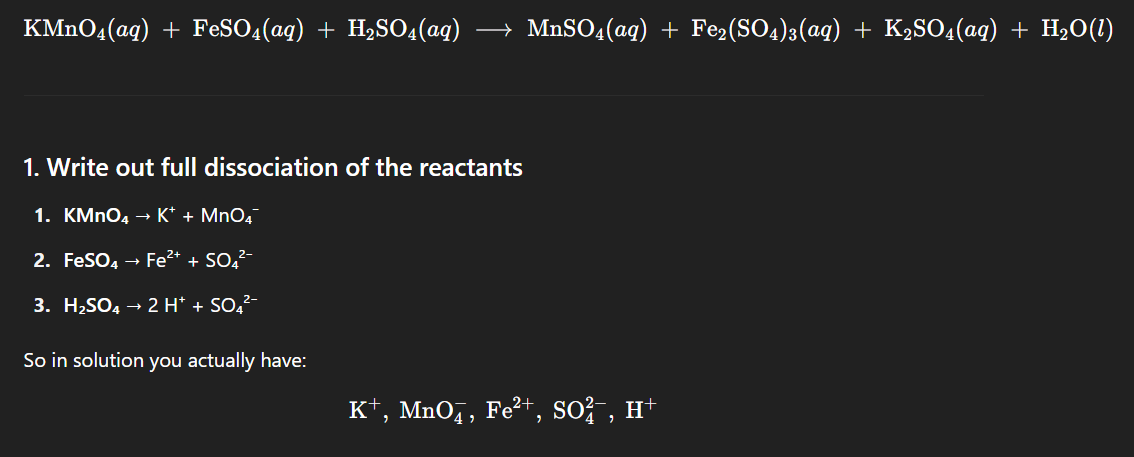 KMnO₄(aq) + FeSO₄(aq) + H₂SO₄(aq) ⟶ MnSO₄(aq) + Fe₂(SO₄)₃(aq) + K₂SO₄(aq) + H₂O(l)
1. Write out full dissociation of the reactants
1. KMnO₄ → K⁺ + MnO₄⁻
2. FeSO₄ → Fe²⁺ + SO₄²⁻
3. H₂SO₄ → 2 H⁺ + SO₄²⁻
So in solution you actually have:
K⁺, MnO₄⁻, Fe²⁺, SO₄²⁻, H⁺